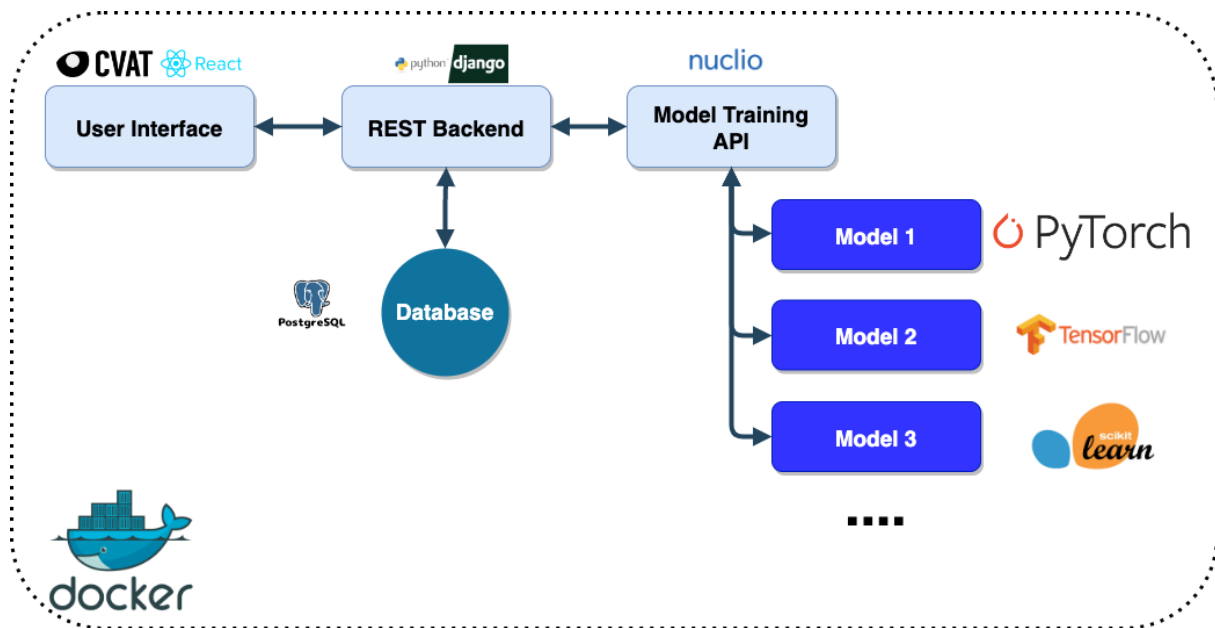 CVAT React
python django
nuclio
User Interface
REST Backend
Model Training
API
Model 1
PyTorch
PostgreSQL
Database
Model 2
TensorFlow
Model 3
scikit
learn
....
docker